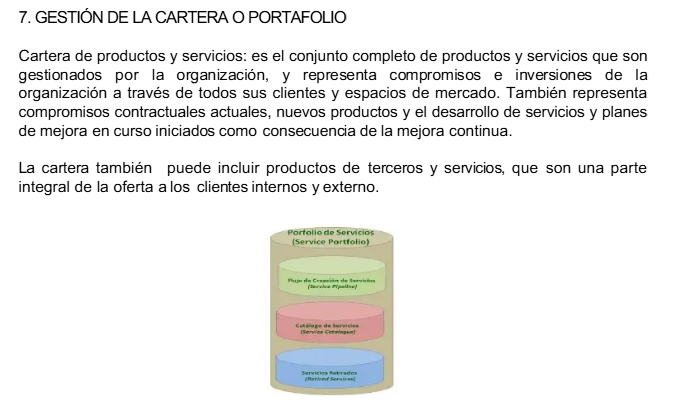 7. GESTIÓN DE LA CARTERA O PORTAFOLIO
Cartera de productos y servicios: es el conjunto completo de productos y servicios que son
gestionados por la organización, y representa compromisos e inversiones de la
organización a través de todos sus clientes y espacios de mercado. También representa
compromisos contractuales actuales, nuevos productos y el desarrollo de servicios y planes
de mejora en curso iniciados como consecuencia de la mejora continua.
La cartera también puede incluir productos de terceros y servicios, que son una parte
integral de la oferta a los clientes internos y externo.
Porfolio de Servicios
(Service Portfolio)
Flujo de Creación de Servicios
(Service Pipeline)
Catálogo de Servicios
(Service Catalogue)
Servicios Retirados
(Retired Services)